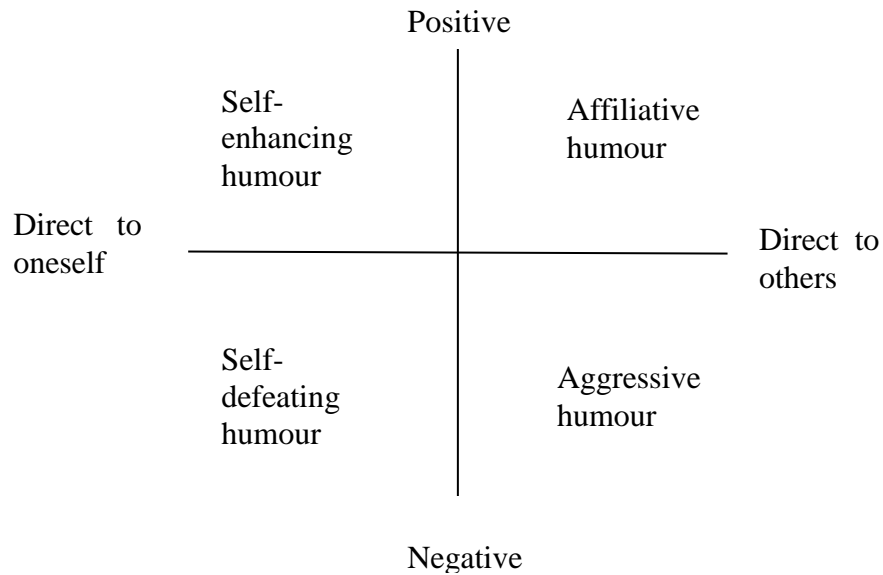 Positive
Self-
enhancing
humour
Affiliative
humour
Direct to
oneself
Direct to
others
Self-
defeating
humour
Aggressive
humour
Negative